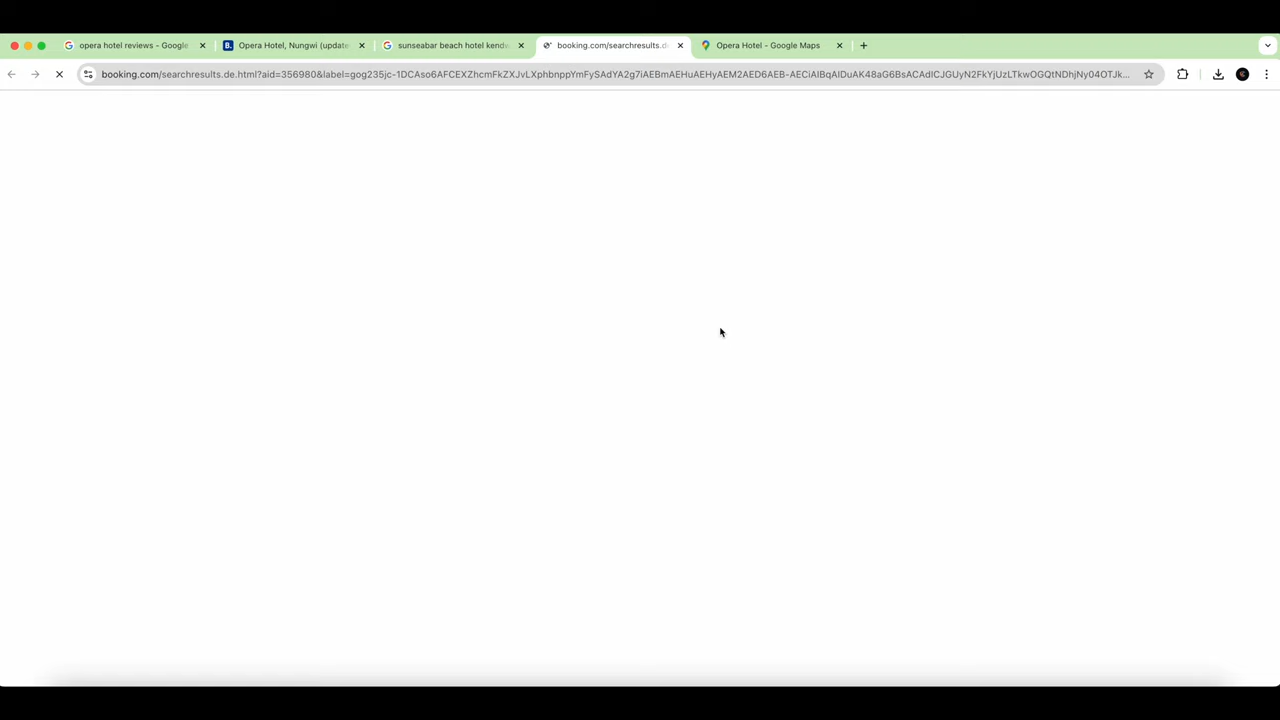 opera hotel reviews - Google
Opera Hotel, Nungwi (update
sunseabar beach hotel kendw
booking.com/searchresults.d
Opera Hotel - Google Maps
booking.com/searchresults.de.html?aid=356980&label=gog235jc-1DCAso6AFCEXZhcmFkZXJvLXphbnppYmFySAdYA2g7iAEBmAEHuAEHyAEM2AED6AEB-AECiAIBqAIDuAK48aG6BsACAdICJGUyN2FkYjUzLTkwOGQtNDhjNy04OTJk...